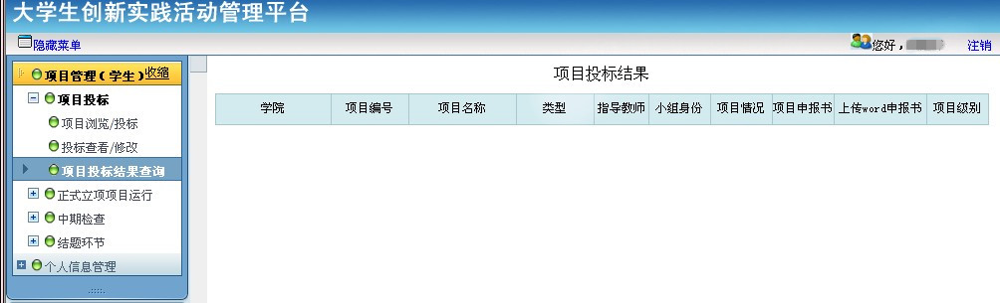 大学生创新实践活动管理平台
隐藏菜单
您好，
注销
项目管理（学生）收缩
项目投标
项目浏览/投标
投标查看/修改
项目投标结果查询
正式立项项目运行
中期检查
结题环节
个人信息管理
项目投标结果
学院 项目编号 项目名称 类型 指导教师 小组身份 项目情况 项目申报书 上传word申报书 项目级别